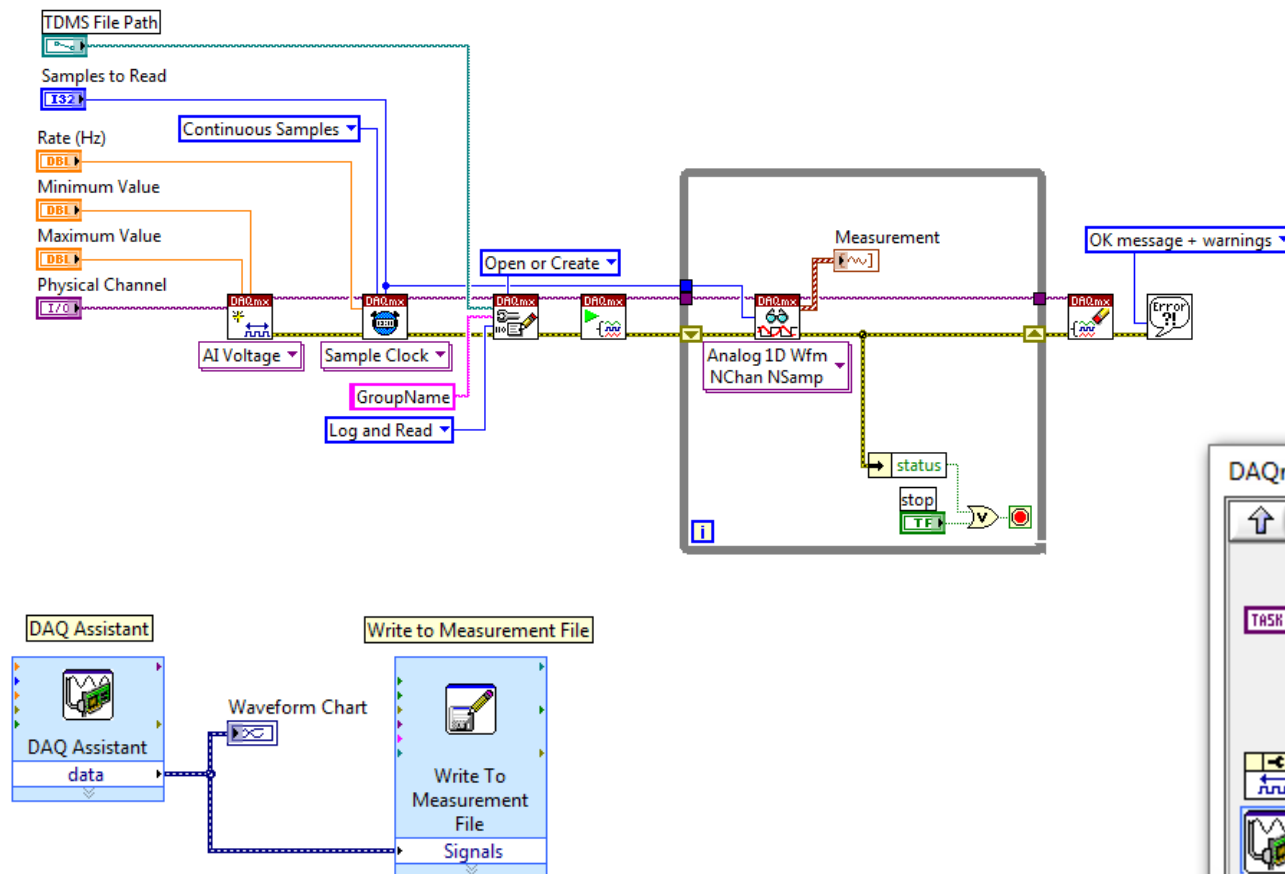 TDMS File Path
Samples to Read
I32
Rate (Hz)
Continuous Samples
DBL
Minimum Value
DBL
Maximum Value
DBL
Physical Channel
I/O
Open or Create
Measurement
OK message + warnings
DAQmx
DAQmx
DAQmx
DAQmx
DAQmx
DAQmx
Error
?!
AI Voltage
Sample Clock
Analog 1D Wfm
NChan NSamp
GroupName
Log and Read
status
stop
TF
V
i
TASK
DAQ Assistant
Write to Measurement File
Waveform Chart
DAQ Assistant
data
Write To
Measurement
File
Signals